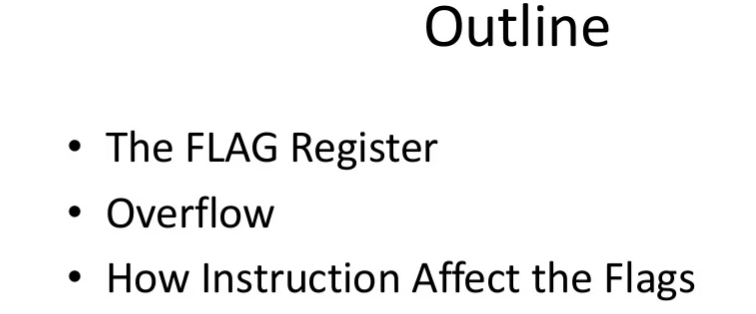 Outline
• The FLAG Register
• Overflow
• How Instruction Affect the Flags